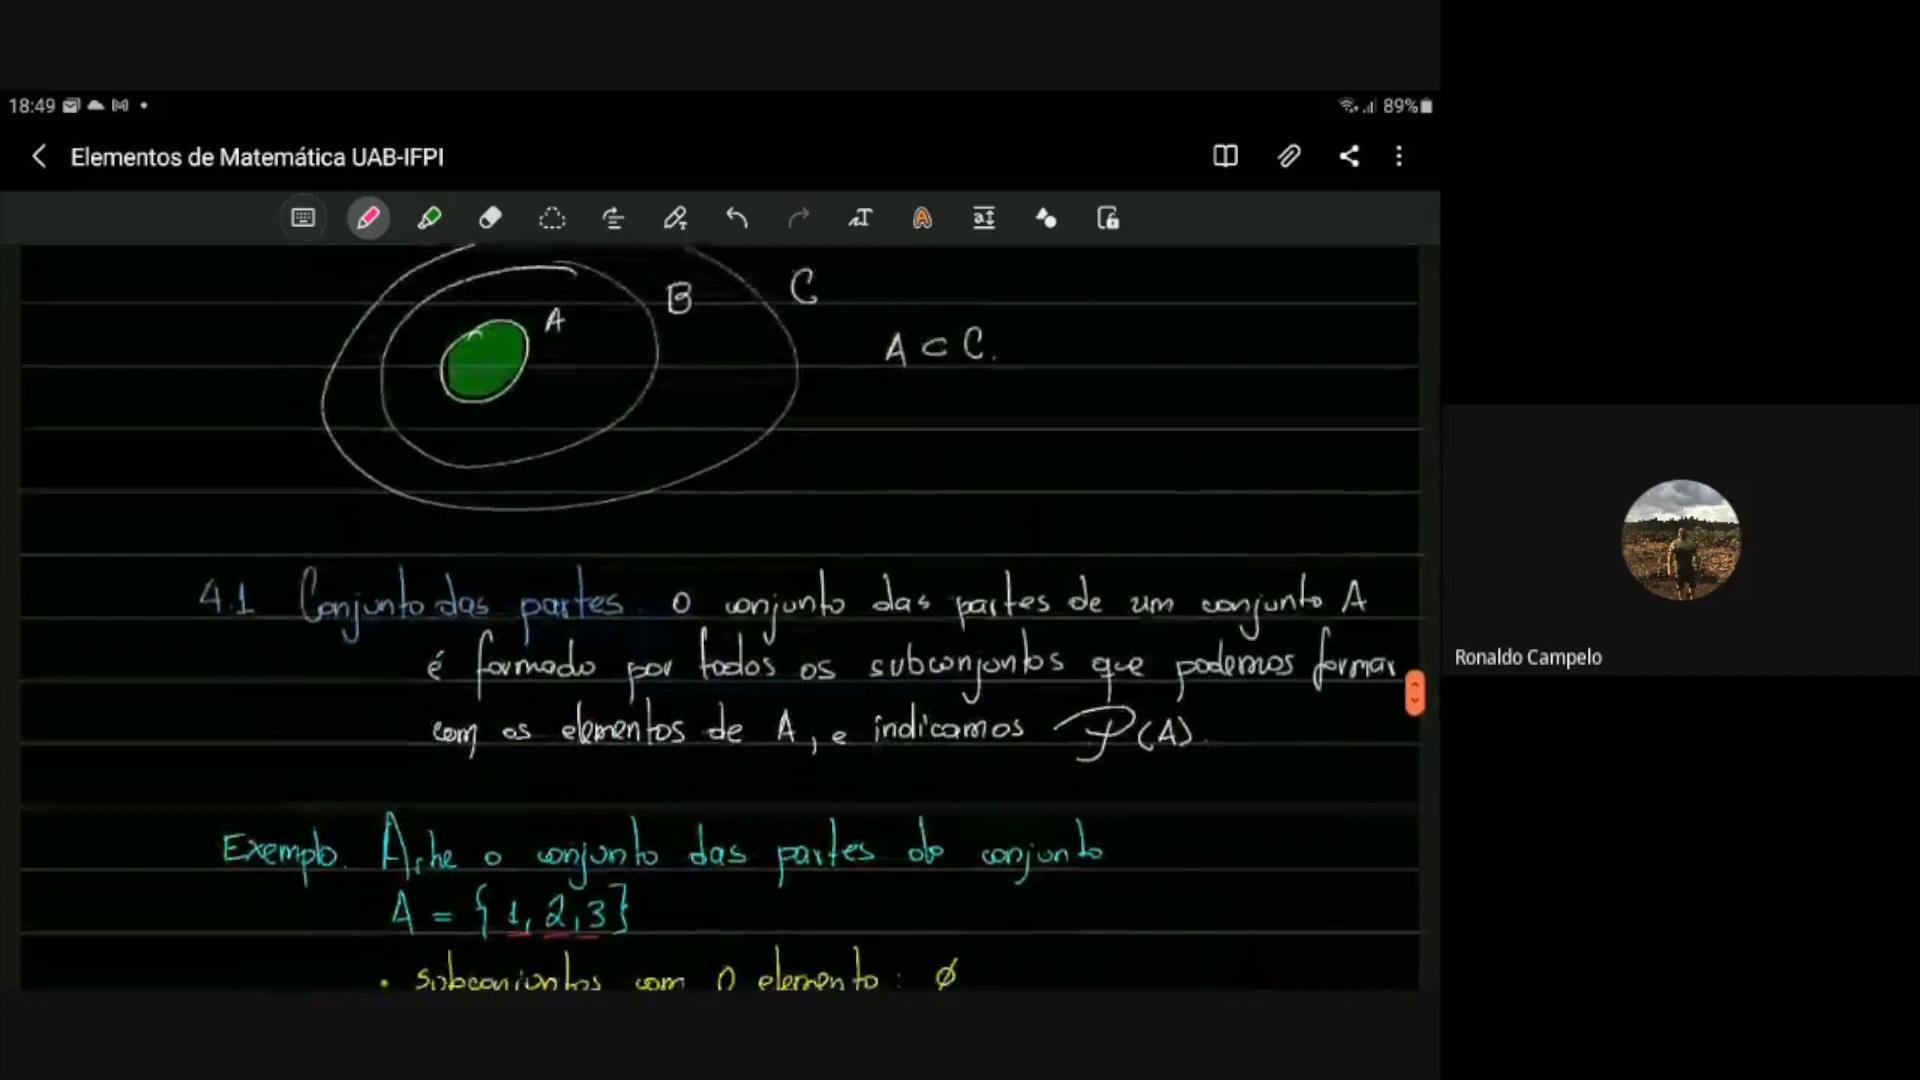 18:49
89%
Elementos de Matemática UAB-IFPI
B
C
A
A ⊂ C.
4.1 Conjunto das partes. o conjunto das partes de um conjunto A
é formado por todos os subconjuntos que podemos formar
com os elementos de A, e indicamos P(A).
Exemplo. Ache o conjunto das partes do conjunto
A = {1, 2, 3}
• subconjuntos com 0 elemento: ∅
Ronaldo Campelo